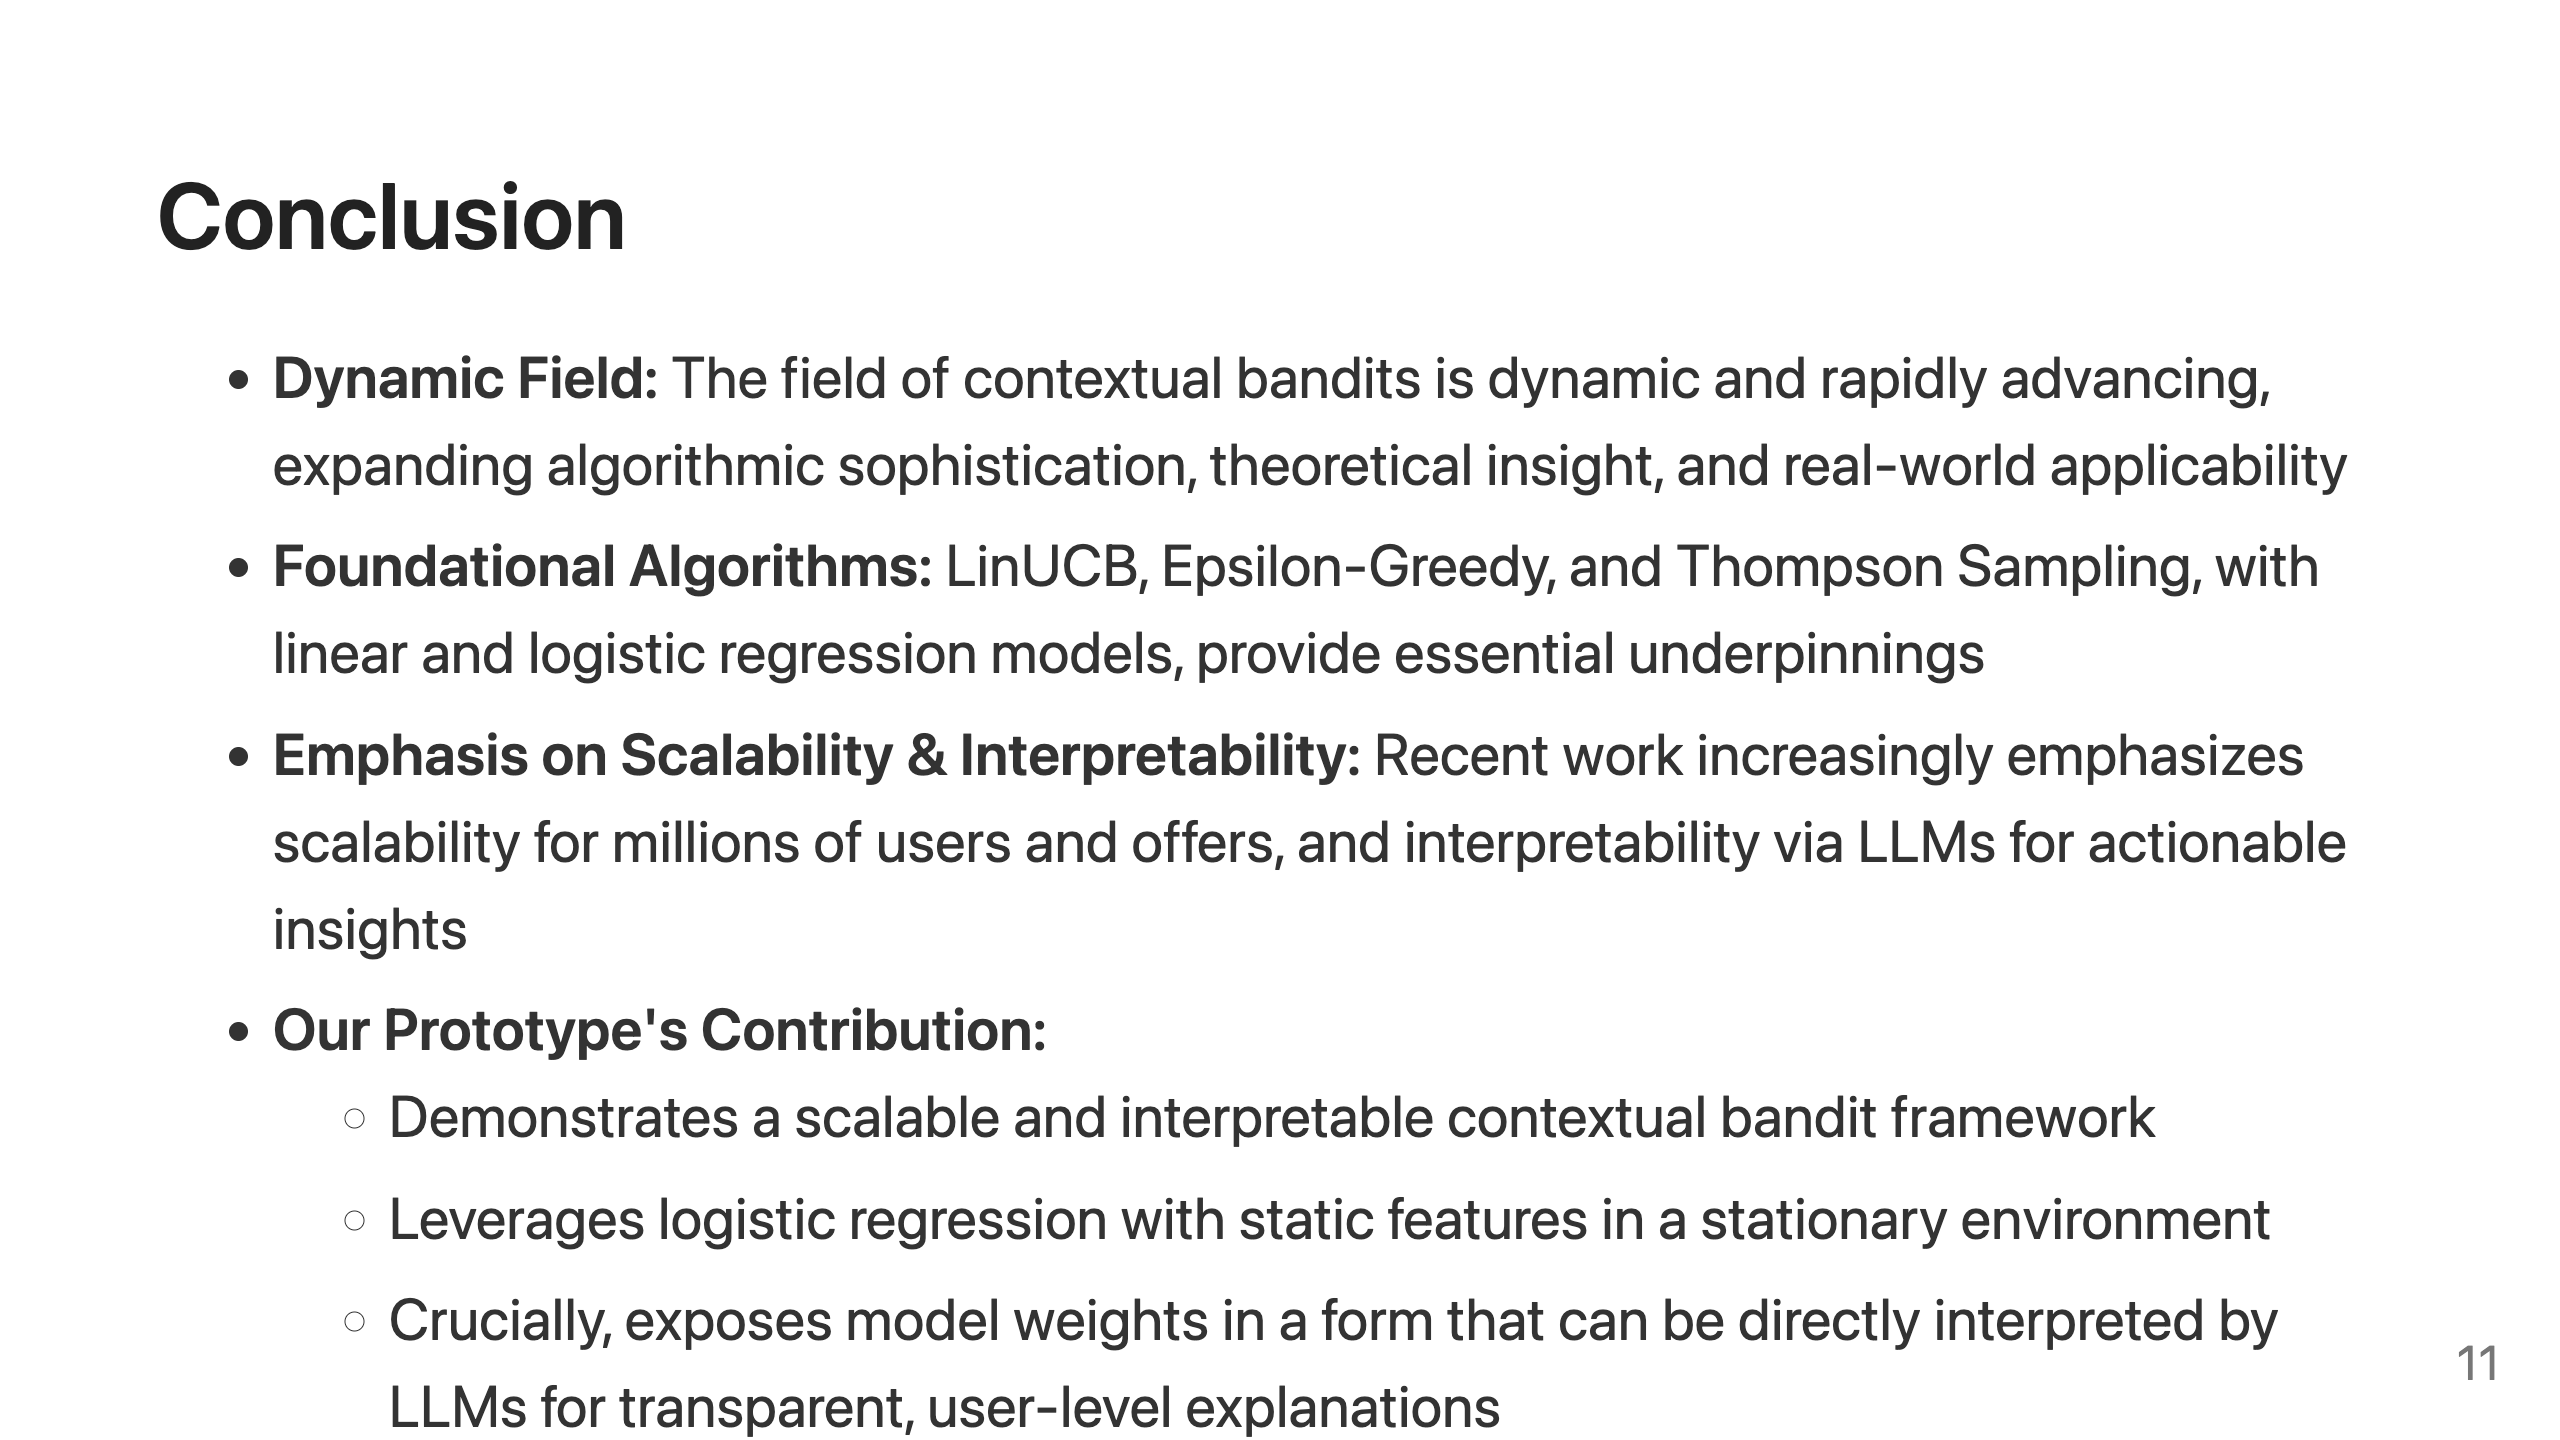 Conclusion
• Dynamic Field: The field of contextual bandits is dynamic and rapidly advancing,
expanding algorithmic sophistication, theoretical insight, and real-world applicability
• Foundational Algorithms: LinUCB, Epsilon-Greedy, and Thompson Sampling, with
linear and logistic regression models, provide essential underpinnings
• Emphasis on Scalability & Interpretability: Recent work increasingly emphasizes
scalability for millions of users and offers, and interpretability via LLMs for actionable
insights
• Our Prototype's Contribution:
○ Demonstrates a scalable and interpretable contextual bandit framework
○ Leverages logistic regression with static features in a stationary environment
○ Crucially, exposes model weights in a form that can be directly interpreted by
LLMs for transparent, user-level explanations
11